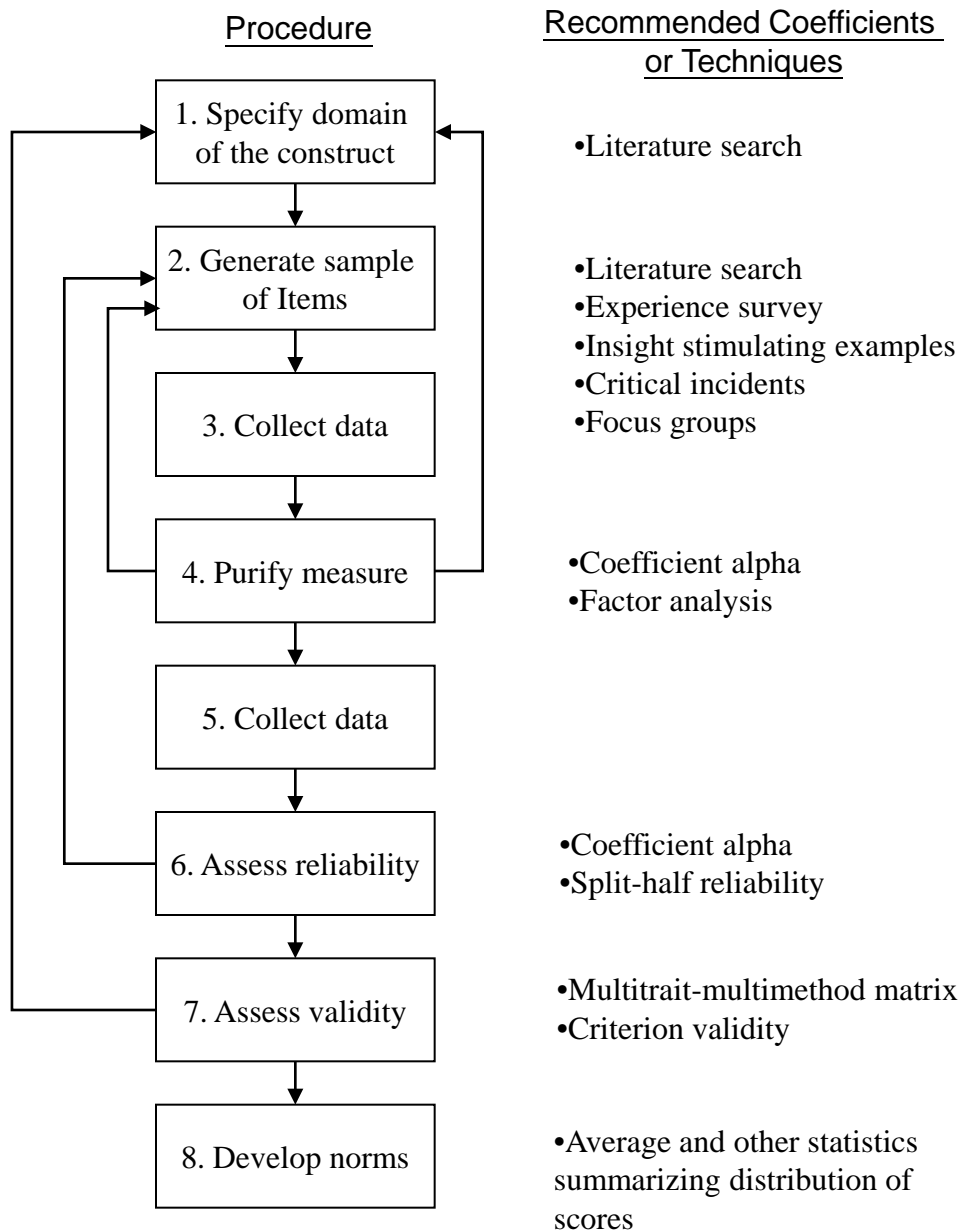 Procedure
Recommended Coefficients
or Techniques
1. Specify domain
of the construct
•Literature search
2. Generate sample
of Items
•Literature search
•Experience survey
•Insight stimulating examples
•Critical incidents
•Focus groups
3. Collect data
4. Purify measure
•Coefficient alpha
•Factor analysis
5. Collect data
6. Assess reliability
•Coefficient alpha
•Split-half reliability
7. Assess validity
•Multitrait-multimethod matrix
•Criterion validity
8. Develop norms
•Average and other statistics
summarizing distribution of
scores